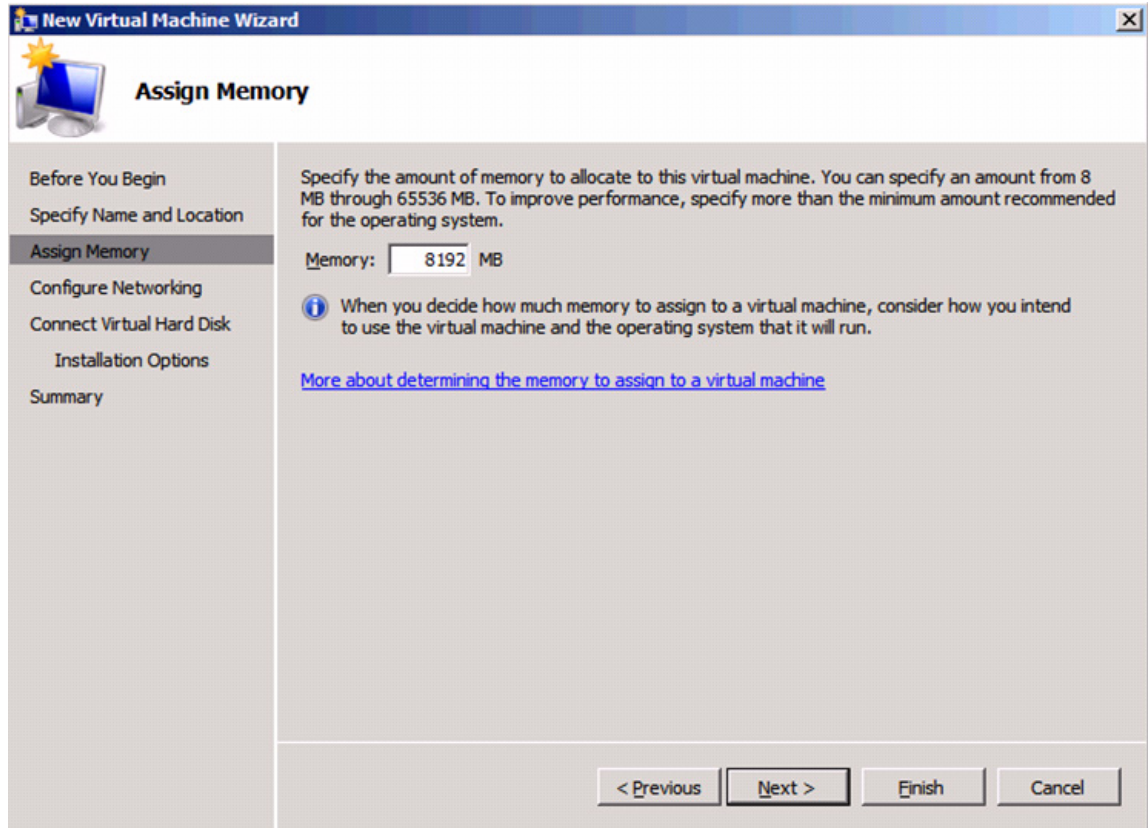 New Virtual Machine Wizard
Assign Memory
Before You Begin
Specify Name and Location
Assign Memory
Configure Networking
Connect Virtual Hard Disk
Installation Options
Summary
Specify the amount of memory to allocate to this virtual machine. You can specify an amount from 8
MB through 65536 MB. To improve performance, specify more than the minimum amount recommended
for the operating system.
Memory: 8192 MB
When you decide how much memory to assign to a virtual machine, consider how you intend
to use the virtual machine and the operating system that it will run.
More about determining the memory to assign to a virtual machine
< Previous Next > Finish Cancel